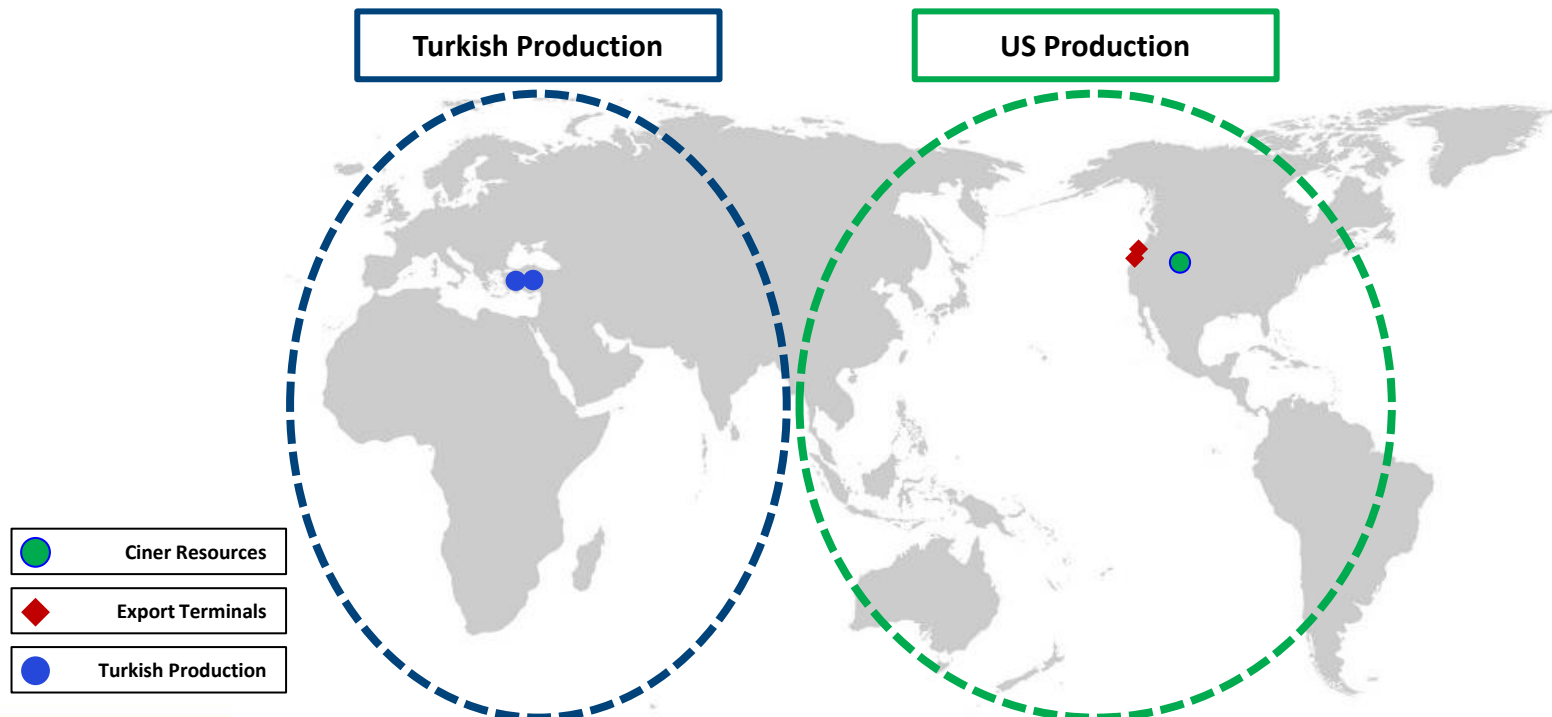 Turkish Production
US Production
Ciner Resources
Export Terminals
Turkish Production